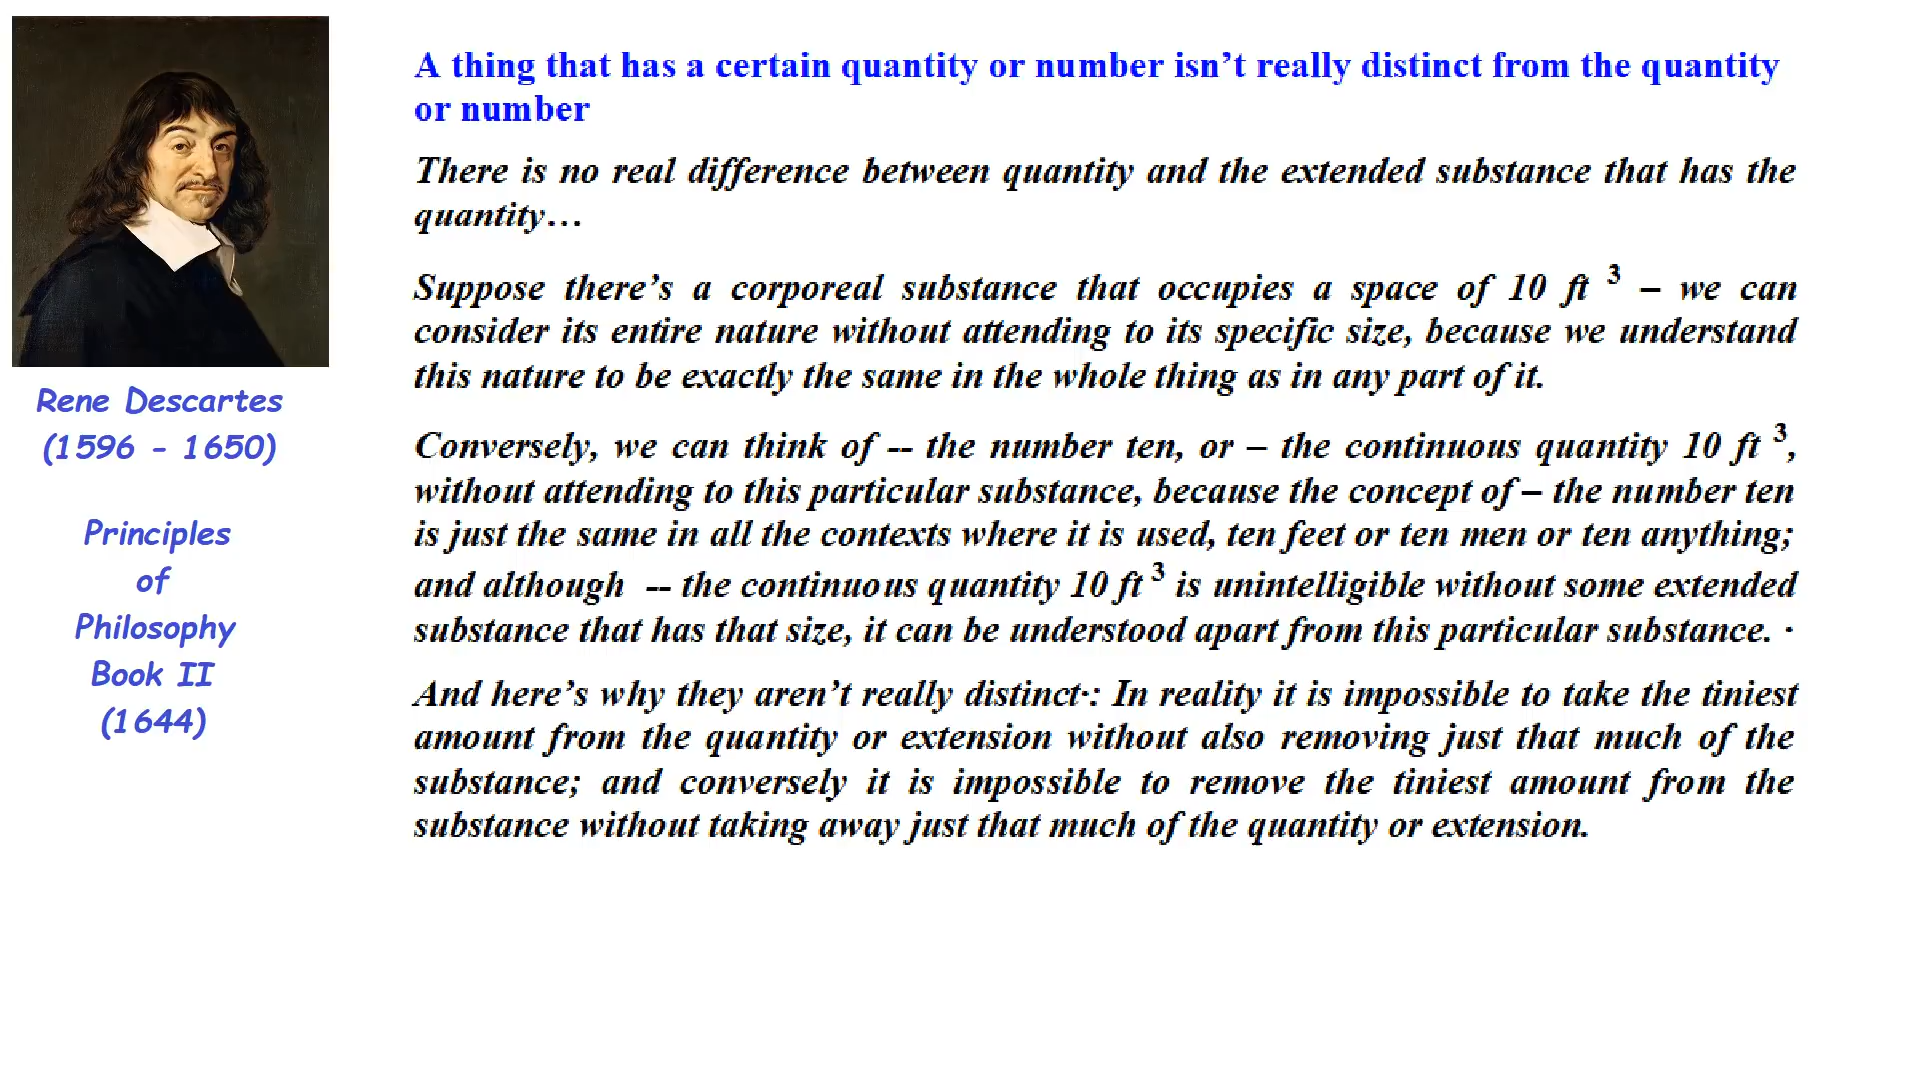 Rene Descartes
(1596 - 1650)
Principles
of
Philosophy
Book II
(1644)
A thing that has a certain quantity or number isn’t really distinct from the quantity
or number
There is no real difference between quantity and the extended substance that has the
quantity…
Suppose there’s a corporeal substance that occupies a space of 10 ft ³ – we can
consider its entire nature without attending to its specific size, because we understand
this nature to be exactly the same in the whole thing as in any part of it.
Conversely, we can think of -- the number ten, or – the continuous quantity 10 ft ³,
without attending to this particular substance, because the concept of – the number ten
is just the same in all the contexts where it is used, ten feet or ten men or ten anything;
and although -- the continuous quantity 10 ft ³ is unintelligible without some extended
substance that has that size, it can be understood apart from this particular substance. ·
And here’s why they aren’t really distinct·: In reality it is impossible to take the tiniest
amount from the quantity or extension without also removing just that much of the
substance; and conversely it is impossible to remove the tiniest amount from the
substance without taking away just that much of the quantity or extension.